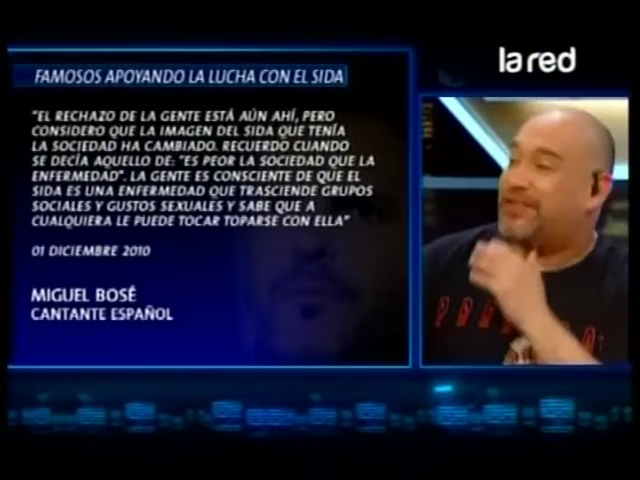 la red
FAMOSOS APOYANDO LA LUCHA CON EL SIDA
"EL RECHAZO DE LA GENTE ESTÁ AÚN AHÍ, PERO
CONSIDERO QUE LA IMAGEN DEL SIDA QUE TENÍA
LA SOCIEDAD HA CAMBIADO. RECUERDO CUANDO
SE DECÍA AQUELLO DE: "ES PEOR LA SOCIEDAD QUE LA
ENFERMEDAD". LA GENTE ES CONSCIENTE DE QUE EL
SIDA ES UNA ENFERMEDAD QUE TRASCIENDE GRUPOS
SOCIALES Y GUSTOS SEXUALES Y SABE QUE A
CUALQUIERA LE PUEDE TOCAR TOPARSE CON ELLA"
01 DICIEMBRE 2010
MIGUEL BOSÉ
CANTANTE ESPAÑOL